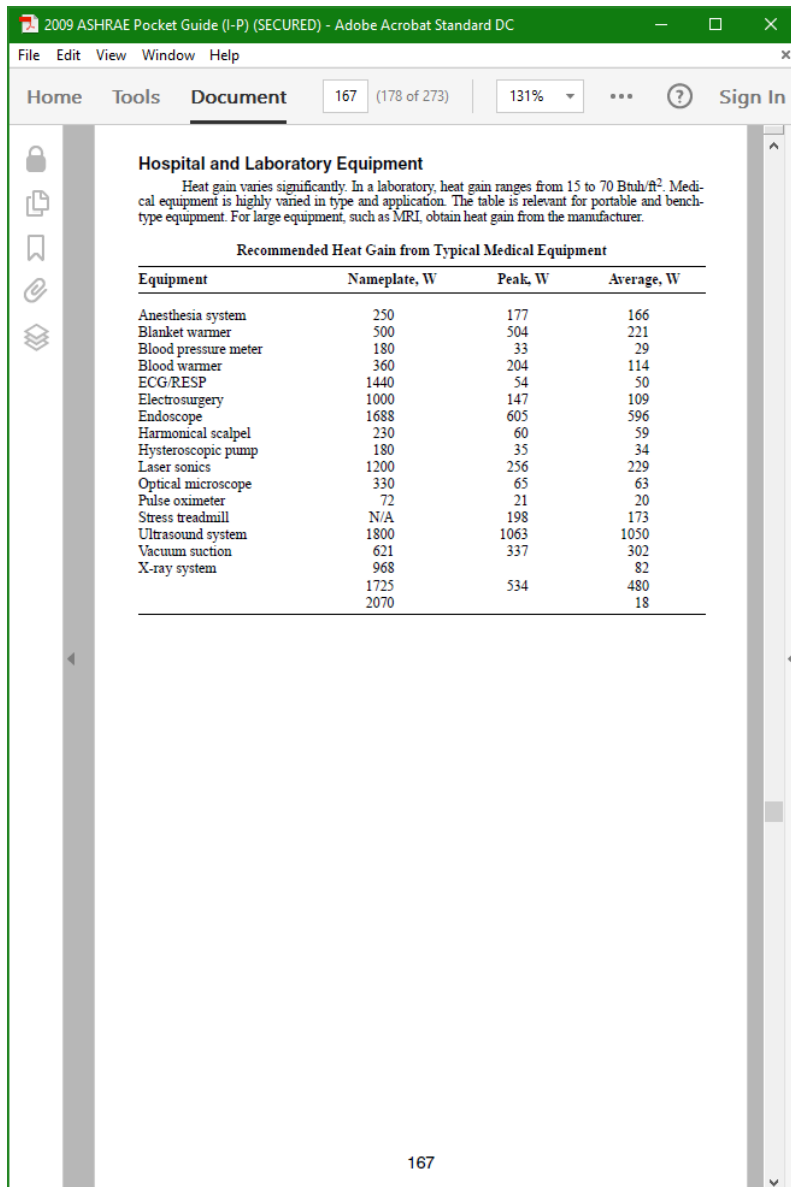 2009 ASHRAE Pocket Guide (I-P) (SECURED) - Adobe Acrobat Standard DC
File Edit View Window Help
Home Tools Document 167 (178 of 273) 131% Sign In
Hospital and Laboratory Equipment
Heat gain varies significantly. In a laboratory, heat gain ranges from 15 to 70 Btuh/ft². Medi-
cal equipment is highly varied in type and application. The table is relevant for portable and bench-
type equipment. For large equipment, such as MRI, obtain heat gain from the manufacturer.
Recommended Heat Gain from Typical Medical Equipment
Equipment Nameplate, W Peak, W Average, W
Anesthesia system 250 177 166
Blanket warmer 500 504 221
Blood pressure meter 180 33 29
Blood warmer 360 204 114
ECG/RESP 1440 54 50
Electrosurgery 1000 147 109
Endoscope 1688 605 596
Harmonical scalpel 230 60 59
Hysteroscopic pump 180 35 34
Laser sonics 1200 256 229
Optical microscope 330 65 63
Pulse oximeter 72 21 20
Stress treadmill N/A 198 173
Ultrasound system 1800 1063 1050
Vacuum suction 621 337 302
X-ray system 968 82
1725 534 480
2070 18
167